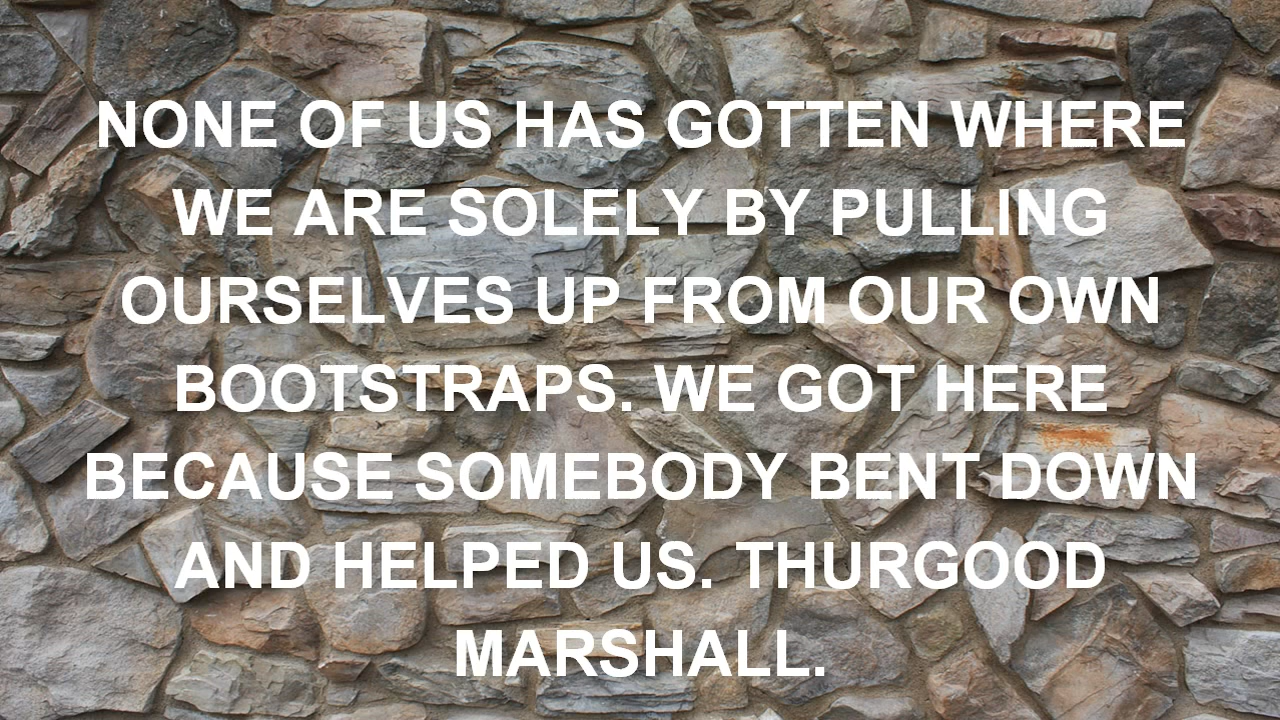 NONE OF US HAS GOTTEN WHERE
WE ARE SOLELY BY PULLING
OURSELVES UP FROM OUR OWN
BOOTSTRAPS. WE GOT HERE
BECAUSE SOMEBODY BENT DOWN
AND HELPED US. THURGOOD
MARSHALL.